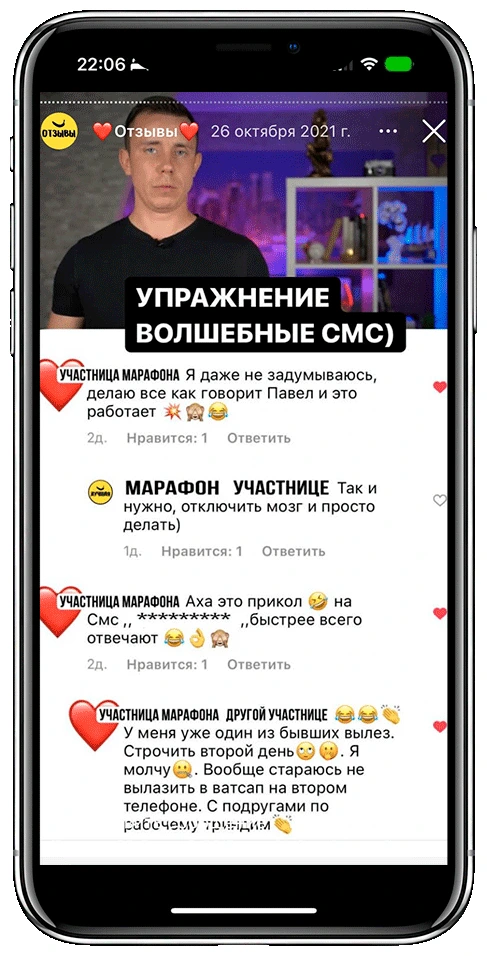 22:06
ОТЗЫВЫ
❤️Отзывы❤️ 26 октября 2021 г.
УПРАЖНЕНИЕ
ВОЛШЕБНЫЕ СМС)
УЧАСТНИЦА МАРАФОНА Я даже не задумываюсь,
делаю все как говорит Павел и это
работает 💥🙈😂
2д. Нравится: 1 Ответить
МАРАФОН УЧАСТНИЦЕ Так и
нужно, отключить мозг и просто
делать)
1д. Нравится: 1 Ответить
УЧАСТНИЦА МАРАФОНА Аха это прикол 🤣 на
Смс ,, ********* ,,быстрее всего
отвечают 😂👌🙈
2д. Нравится: 1 Ответить
УЧАСТНИЦА МАРАФОНА ДРУГОЙ УЧАСТНИЦЕ 😂😂👏
У меня уже один из бывших вылез.
Строчить второй день🙄🤫. Я
молчу🤐. Вообще стараюсь не
вылазить в ватсап на втором
телефоне. С подругами по
рабочему трындим👏